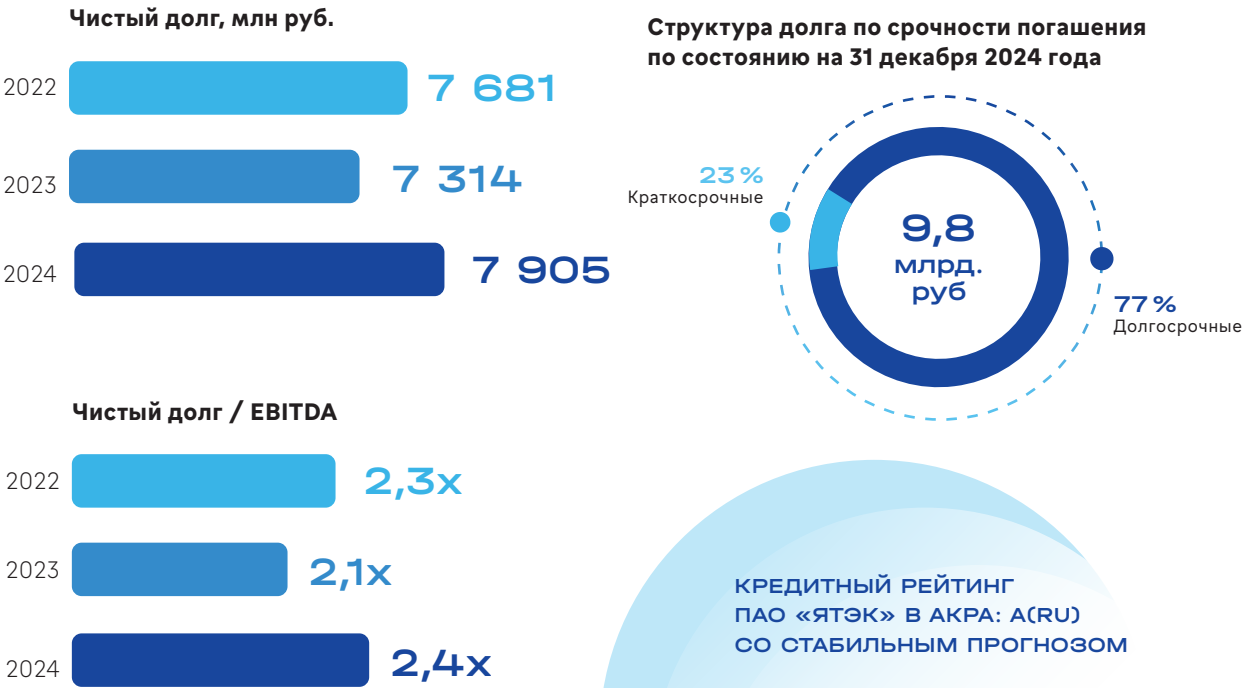 Чистый долг, млн руб.
2022
7 681
2023
7 314
2024
7 905
Структура долга по срочности погашения
по состоянию на 31 декабря 2024 года
23 %
Краткосрочные
9,8
млрд.
руб
77 %
Долгосрочные
Чистый долг / EBITDA
2022
2,3x
2023
2,1x
2024
2,4x
КРЕДИТНЫЙ РЕЙТИНГ
ПАО «ЯТЭК» В АКРА: A(RU)
СО СТАБИЛЬНЫМ ПРОГНОЗОМ